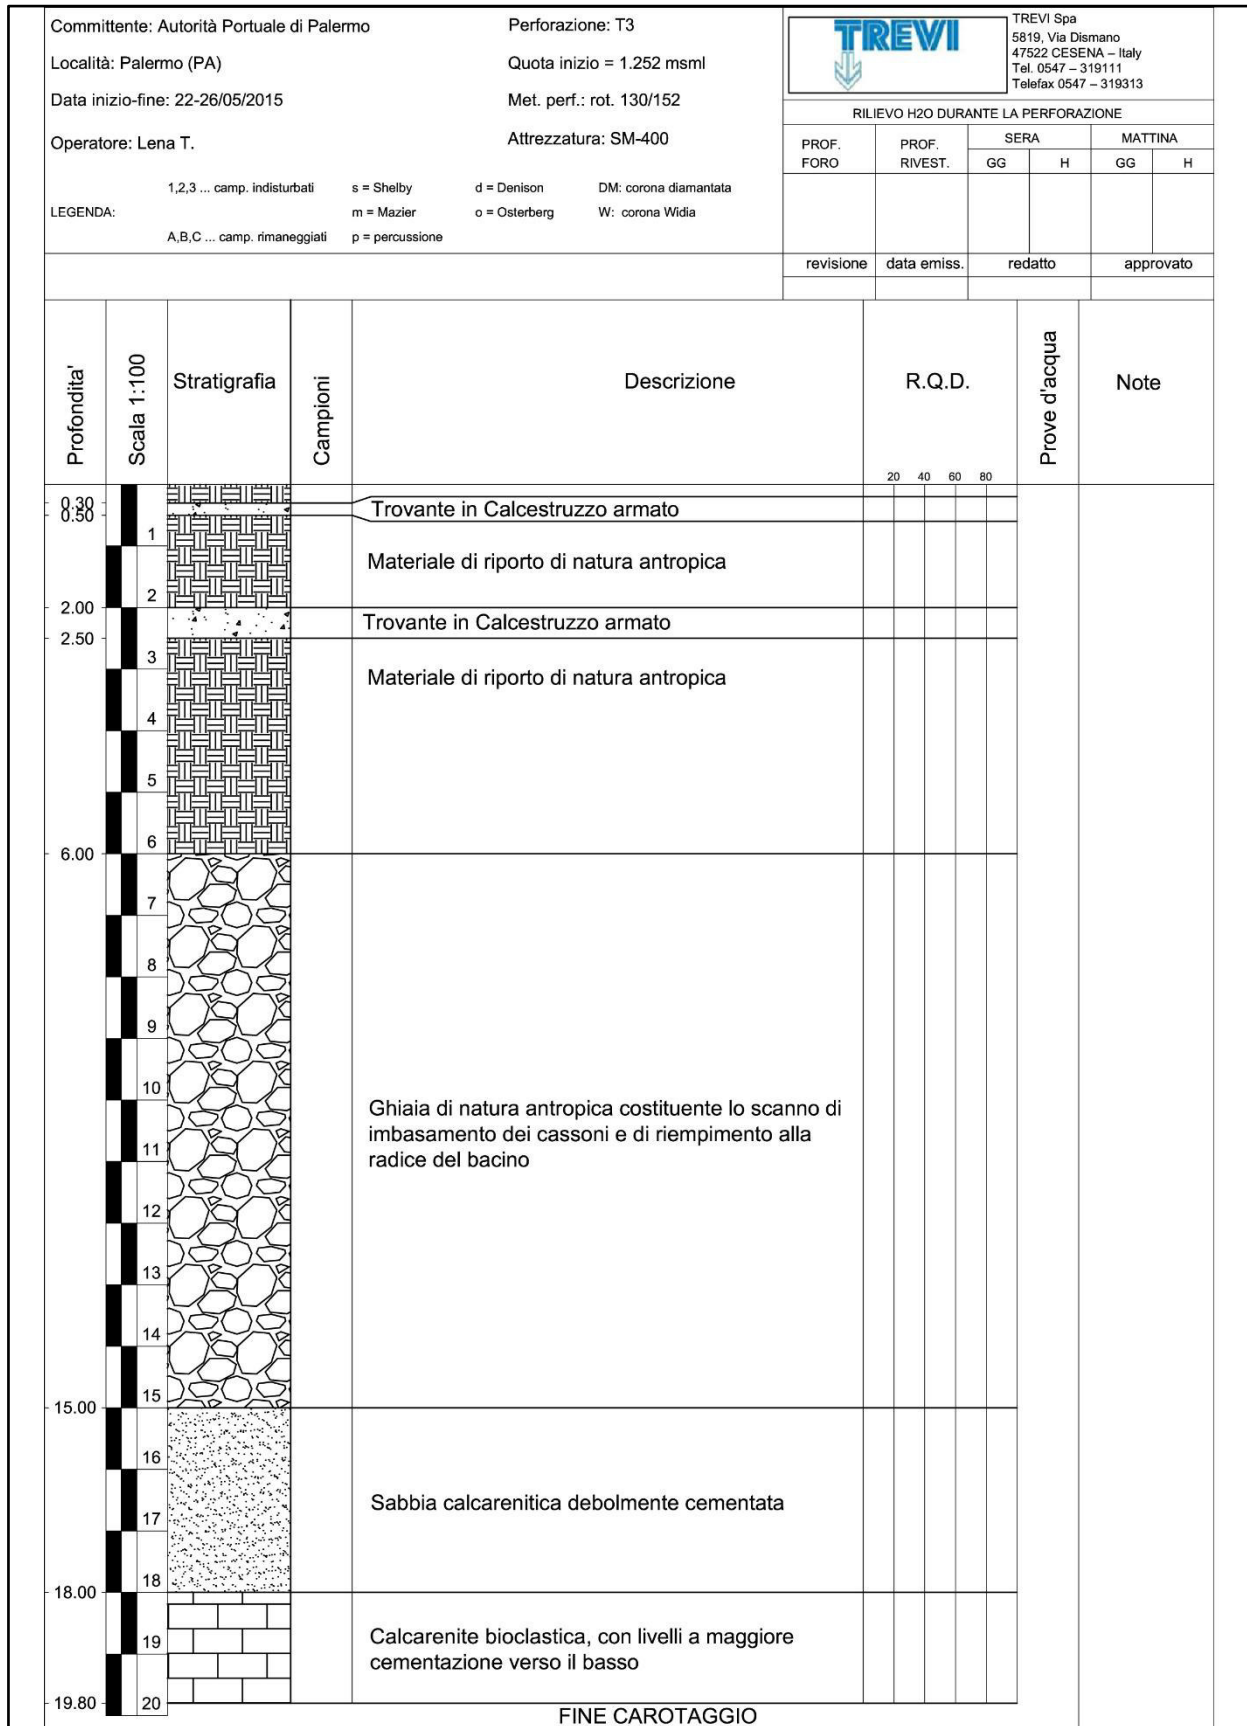 Committente: Autorità Portuale di Palermo
Perforazione: T3
Località: Palermo (PA)
Quota inizio = 1.252 msml
Data inizio-fine: 22-26/05/2015
Met. perf.: rot. 130/152
Operatore: Lena T.
Attrezzatura: SM-400
1,2,3 ... camp. indisturbati
s = Shelby
d = Denison
DM: corona diamantata
LEGENDA:
m = Mazier
o = Osterberg
W: corona Widia
A,B,C ... camp. rimaneggiati
p = percussione
TREVI
TREVI Spa
5819, Via Dismano
47522 CESENA – Italy
Tel. 0547 – 319111
Telefax 0547 – 319313
RILIEVO H2O DURANTE LA PERFORAZIONE
PROF.
FORO
PROF.
RIVEST.
SERA
MATTINA
GG
H
GG
H
revisione
data emiss.
redatto
approvato
Profondita'
Scala 1:100
Stratigrafia
Campioni
Descrizione
R.Q.D.
20
40
60
80
Prove d'acqua
Note
0.30
0.50
Trovante in Calcestruzzo armato
1
Materiale di riporto di natura antropica
2
2.00
Trovante in Calcestruzzo armato
2.50
3
Materiale di riporto di natura antropica
4
5
6
6.00
7
8
9
10
Ghiaia di natura antropica costituente lo scanno di
imbasamento dei cassoni e di riempimento alla
radice del bacino
11
12
13
14
15
15.00
16
Sabbia calcarenitica debolmente cementata
17
18
18.00
19
Calcarenite bioclastica, con livelli a maggiore
cementazione verso il basso
19.80
20
FINE CAROTAGGIO